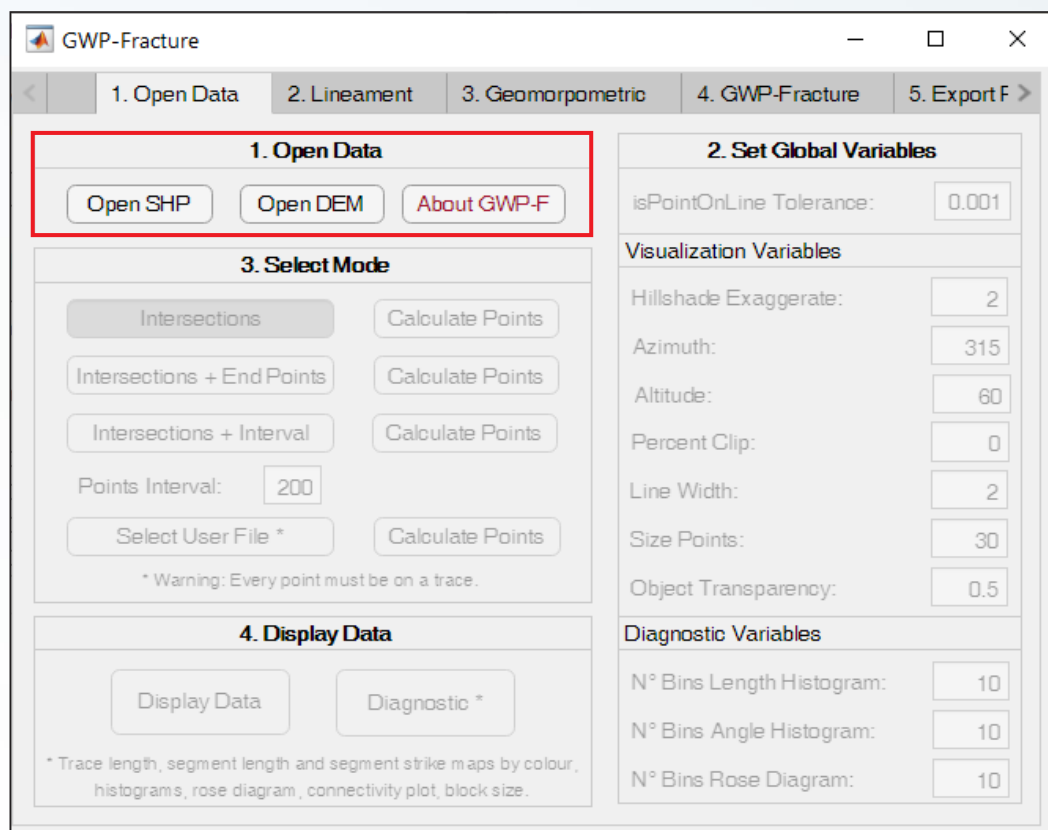 GWP-Fracture
1. Open Data
2. Lineament
3. Geomorpometric
4. GWP-Fracture
5. Export F
1. Open Data
Open SHP
Open DEM
About GWP-F
3. Select Mode
Intersections
Calculate Points
Intersections + End Points
Calculate Points
Intersections + Interval
Calculate Points
Points Interval:
200
Select User File *
Calculate Points
* Warning: Every point must be on a trace.
4. Display Data
Display Data
Diagnostic *
* Trace length, segment length and segment strike maps by colour,
histograms, rose diagram, connectivity plot, block size.
2. Set Global Variables
isPointOnLine Tolerance:
0.001
Visualization Variables
Hillshade Exaggerate:
2
Azimuth:
315
Altitude:
60
Percent Clip:
0
Line Width:
2
Size Points:
30
Object Transparency:
0.5
Diagnostic Variables
N° Bins Length Histogram:
10
N° Bins Angle Histogram:
10
N° Bins Rose Diagram:
10